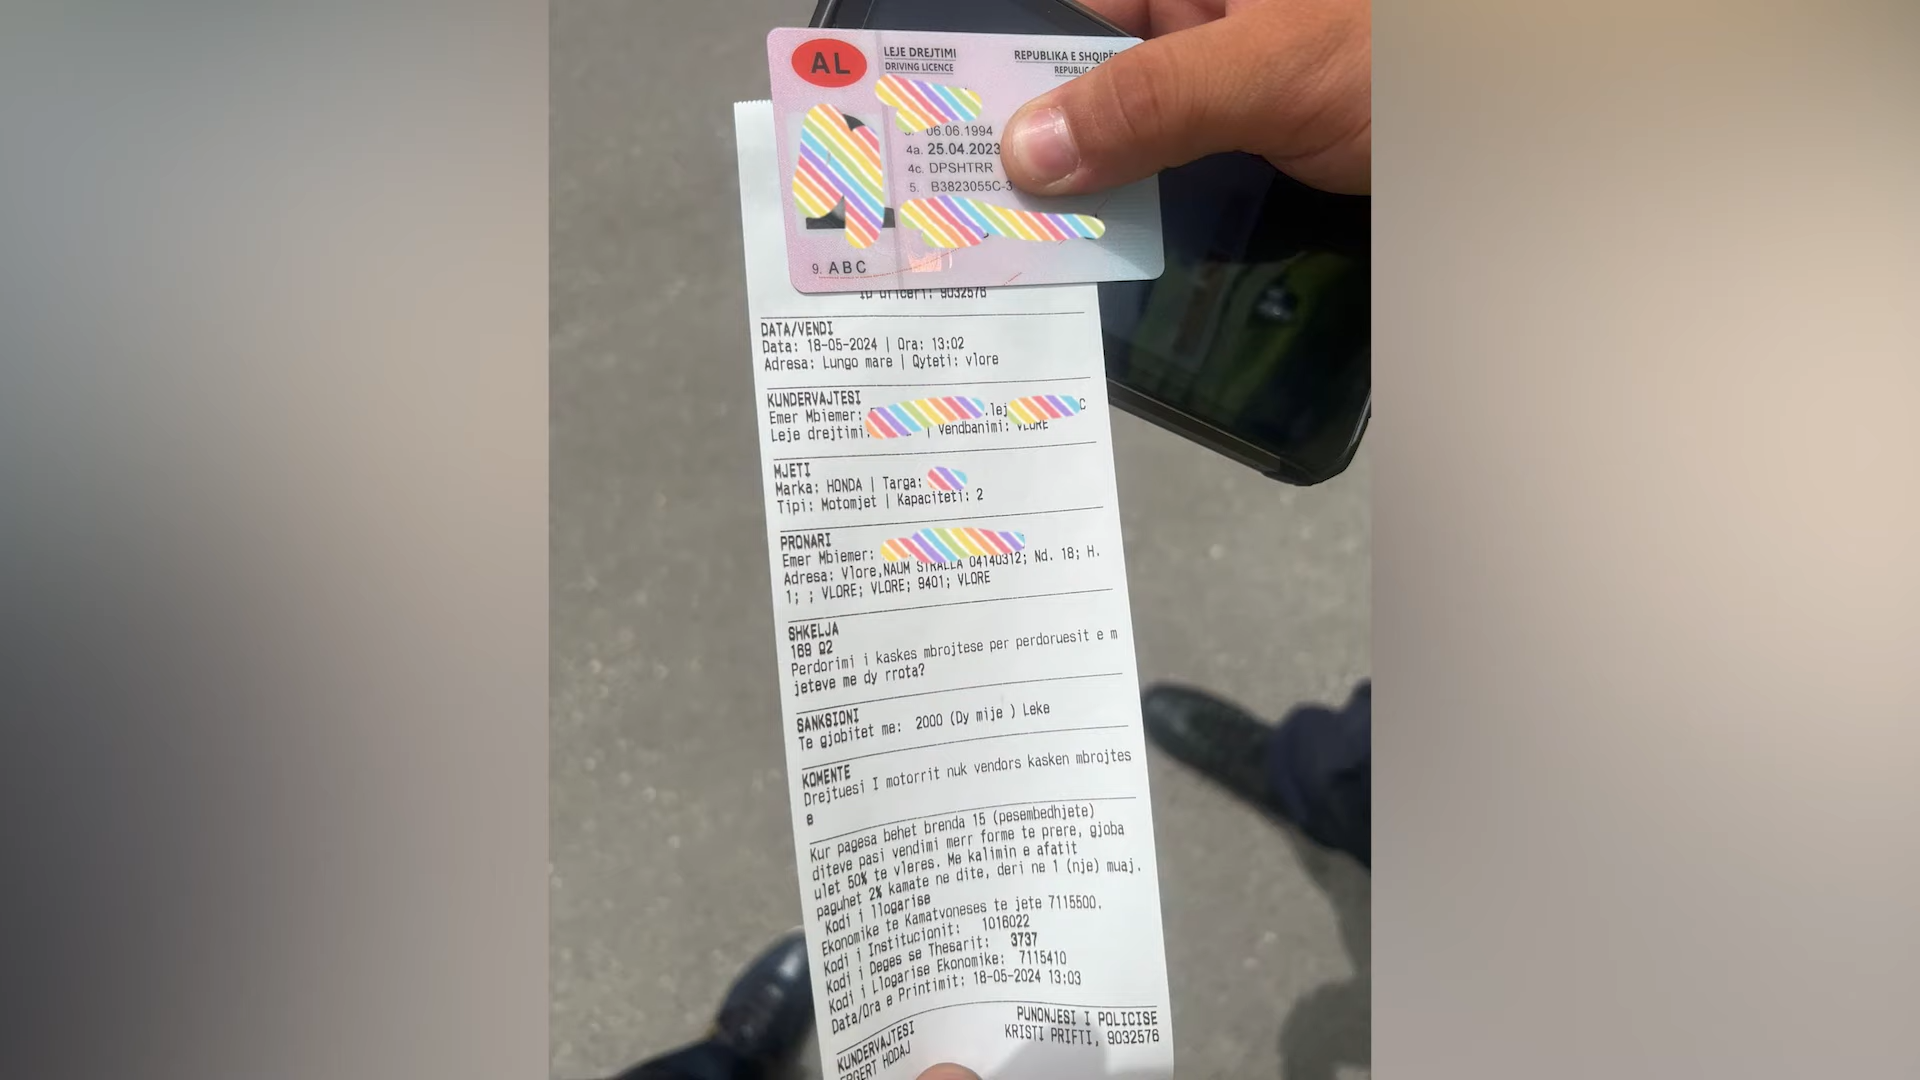 AL
LEJE DREJTIMI
DRIVING LICENCE
REPUBLIKA E
REPUBLIC
06.06.1994
4a. 25.04.2023
4c. DPSHTRR
5. B3823055C-3
9. ABC
ID Oficeri: 9032576
DATA/VENDI
Data: 18-05-2024 | Ora: 13:02
Adresa: Lungo mare | Qyteti: vlore
KUNDERVAJTESI
Emer Mbiemer: .lej C
Leje drejtimi: | Vendbanimi: VLORE
MJETI
Marka: HONDA | Targa:
Tipi: Motomjet | Kapaciteti: 2
PRONARI
Emer Mbiemer:
Adresa: Vlore,NAUM STRALLA 04140312; Nd. 18; H.
1; ; VLORE; VLORE; 9401; VLORE
SHKELJA
169 Q2
Perdorimi i kaskes mbrojtese per perdoruesit e m
jeteve me dy rrota?
SANKSIONI
Te gjobitet me: 2000 (Dy mije ) Leke
KOMENTE
Drejtuesi I motorrit nuk vendors kasken mbrojtes
e
Kur pagesa behet brenda 15 (pesembedhjete)
diteve pasi vendimi merr forme te prere, gjoba
ulet 50% te vleres. Me kalimin e afatit
paguhet 2% kamate ne dite, deri ne 1 (nje) muaj.
Kodi i llogarise
Ekonomike te Kamatvoneses te jete 7115500.
Kodi i Institucionit: 1016022
Kodi i Deges se Thesarit: 3737
Kodi i Llogarise Ekonomike: 7115410
Data/Ora e Printimit: 18-05-2024 13:03
KUNDERVAJTESI
PUNONJESI I POLICISE
HODAJ
KRISTI PRIFTI, 9032576